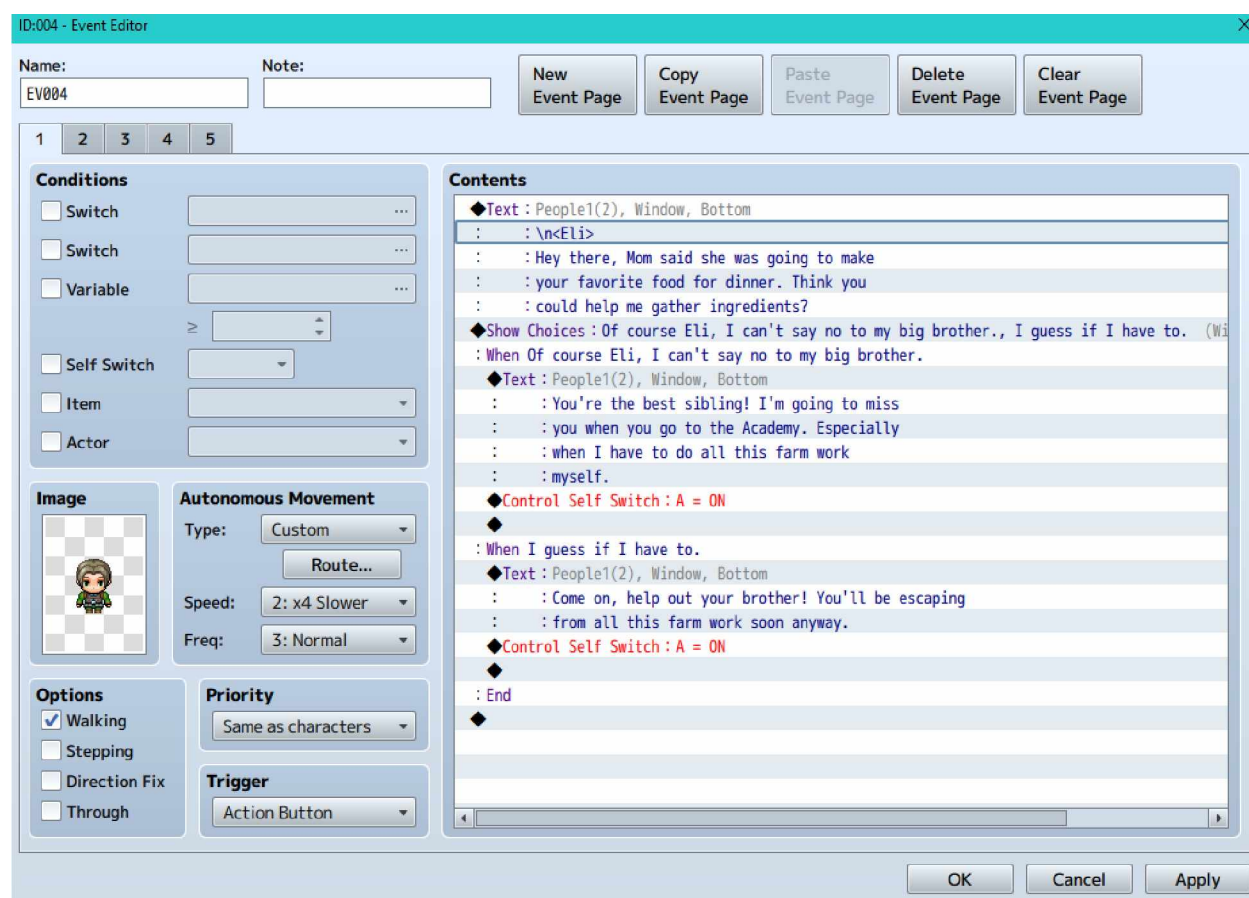 ID:004 - Event Editor
Name:
Note:
EV004
New Event Page
Copy Event Page
Paste Event Page
Delete Event Page
Clear Event Page
1 2 3 4 5
Conditions
Switch ...
Switch ...
Variable ...
≥
Self Switch
Item
Actor
Image
Autonomous Movement
Type: Custom
Route...
Speed: 2: x4 Slower
Freq: 3: Normal
Options
Walking
Stepping
Direction Fix
Through
Priority
Same as characters
Trigger
Action Button
Contents
◆Text : People1(2), Window, Bottom
: : \n<Eli>
: : Hey there, Mom said she was going to make
: : your favorite food for dinner. Think you
: : could help me gather ingredients?
◆Show Choices : Of course Eli, I can't say no to my big brother., I guess if I have to. (Wi
: When Of course Eli, I can't say no to my big brother.
◆Text : People1(2), Window, Bottom
: : You're the best sibling! I'm going to miss
: : you when you go to the Academy. Especially
: : when I have to do all this farm work
: : myself.
◆Control Self Switch : A = ON
◆
: When I guess if I have to.
◆Text : People1(2), Window, Bottom
: : Come on, help out your brother! You'll be escaping
: : from all this farm work soon anyway.
◆Control Self Switch : A = ON
◆
: End
◆
OK
Cancel
Apply